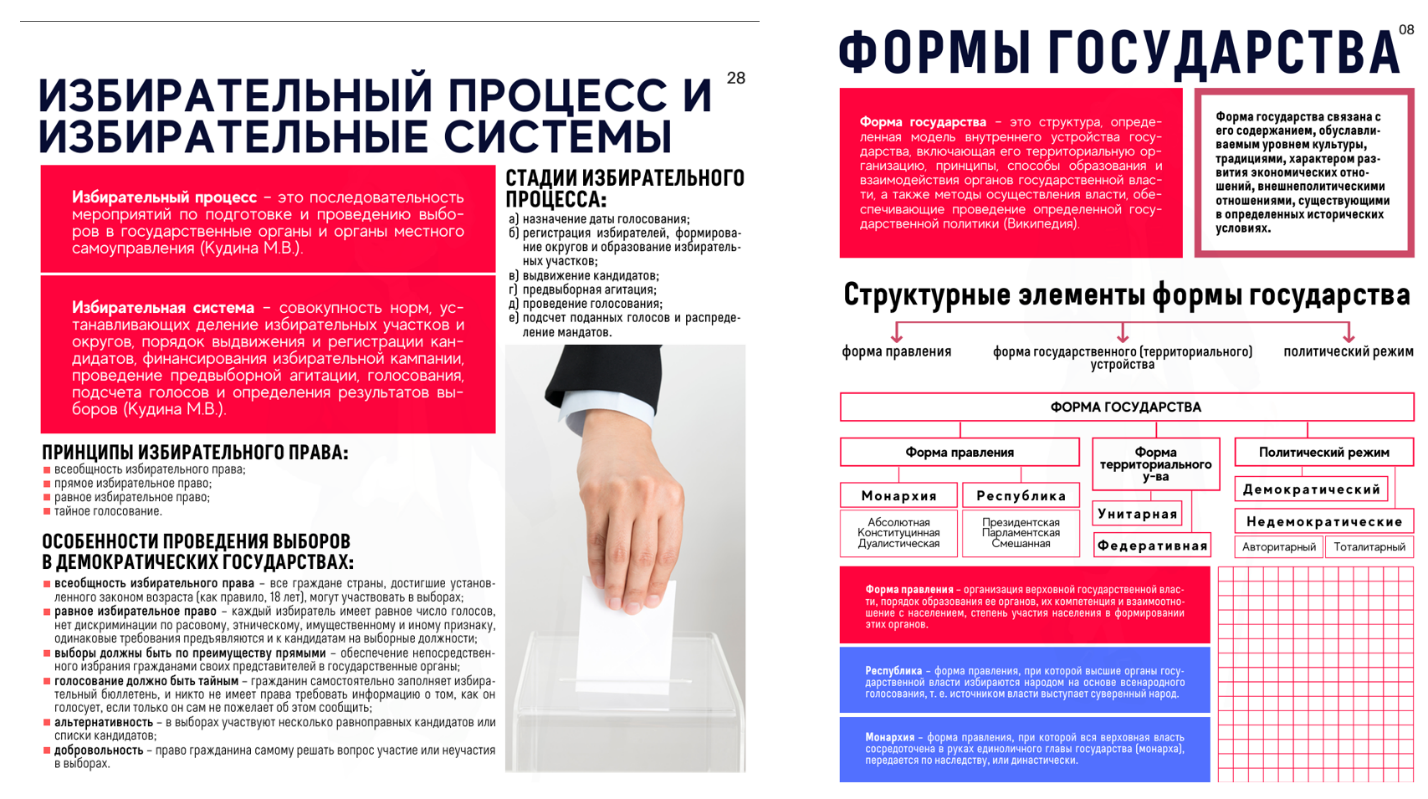 28
ИЗБИРАТЕЛЬНЫЙ ПРОЦЕСС И
ИЗБИРАТЕЛЬНЫЕ СИСТЕМЫ
Избирательный процесс – это последовательность
мероприятий по подготовке и проведению выбо-
ров в государственные органы и органы местного
самоуправления (Кудина М.В.).
Избирательная система – совокупность норм, ус-
танавливающих деление избирательных участков и
округов, порядок выдвижения и регистрации кан-
дидатов, финансирования избирательной кампании,
проведение предвыборной агитации, голосования,
подсчета голосов и определения результатов вы-
боров (Кудина М.В.).
ПРИНЦИПЫ ИЗБИРАТЕЛЬНОГО ПРАВА:
всеобщность избирательного права;
прямое избирательное право;
равное избирательное право;
тайное голосование.
ОСОБЕННОСТИ ПРОВЕДЕНИЯ ВЫБОРОВ
В ДЕМОКРАТИЧЕСКИХ ГОСУДАРСТВАХ:
всеобщность избирательного права – все граждане страны, достигшие установ-
ленного законом возраста (как правило, 18 лет), могут участвовать в выборах;
равное избирательное право – каждый избиратель имеет равное число голосов,
нет дискриминации по расовому, этническому, имущественному и иному признаку,
одинаковые требования предъявляются и к кандидатам на выборные должности;
выборы должны быть по преимуществу прямыми – обеспечение непосредствен-
ного избрания гражданами своих представителей в государственные органы;
голосование должно быть тайным – гражданин самостоятельно заполняет избира-
тельный бюллетень, и никто не имеет права требовать информацию о том, как он
голосует, если только он сам не пожелает об этом сообщить;
альтернативность – в выборах участвуют несколько равноправных кандидатов или
списки кандидатов;
добровольность – право гражданина самому решать вопрос участие или неучастия
в выборах.
СТАДИИ ИЗБИРАТЕЛЬНОГО
ПРОЦЕССА:
а) назначение даты голосования;
б) регистрация избирателей, формирова-
ние округов и образование избиратель-
ных участков;
в) выдвижение кандидатов;
г) предвыборная агитация;
д) проведение голосования;
е) подсчет поданных голосов и распреде-
ление мандатов.
08
ФОРМЫ ГОСУДАРСТВА
Форма государства – это структура, опреде-
ленная модель внутреннего устройства госу-
дарства, включающая его территориальную ор-
ганизацию, принципы, способы образования и
взаимодействия органов государственной влас-
ти, а также методы осуществления власти, обе-
спечивающие проведение определенной госу-
дарственной политики (Википедия).
Форма государства связана с
его содержанием, обуславли-
ваемым уровнем культуры,
традициями, характером раз-
вития экономических отно-
шений, внешнеполитическими
отношениями, существующими
в определенных исторических
условиях.
Структурные элементы формы государства
форма правления
форма государственного (территориального)
устройства
политический режим
ФОРМА ГОСУДАРСТВА
Форма правления
Форма
территориального
у-ва
Политический режим
Монархия
Республика
Абсолютная
Конституцинная
Дуалистическая
Президентская
Парламентская
Смешанная
Унитарная
Федеративная
Демократический
Недемократические
Авторитарный
Тоталитарный
Форма правления – организация верховной государственной влас-
ти, порядок образования ее органов, их компетенция и взаимоотно-
шение с населением, степень участия населения в формировании
этих органов.
Республика – форма правления, при которой высшие органы госу-
дарственной власти избираются народом на основе всенародного
голосования, т. е. источником власти выступает суверенный народ.
Монархия – форма правления, при которой вся верховная власть
сосредоточена в руках единоличного главы государства (монарха),
передается по наследству, или династически.